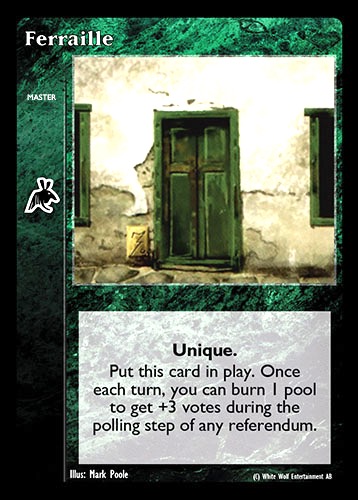 Ferraille
MASTER
Unique.
Put this card in play. Once
each turn, you can burn 1 pool
to get +3 votes during the
polling step of any referendum.
Illus: Mark Poole
(C) White Wolf Entertainment AB